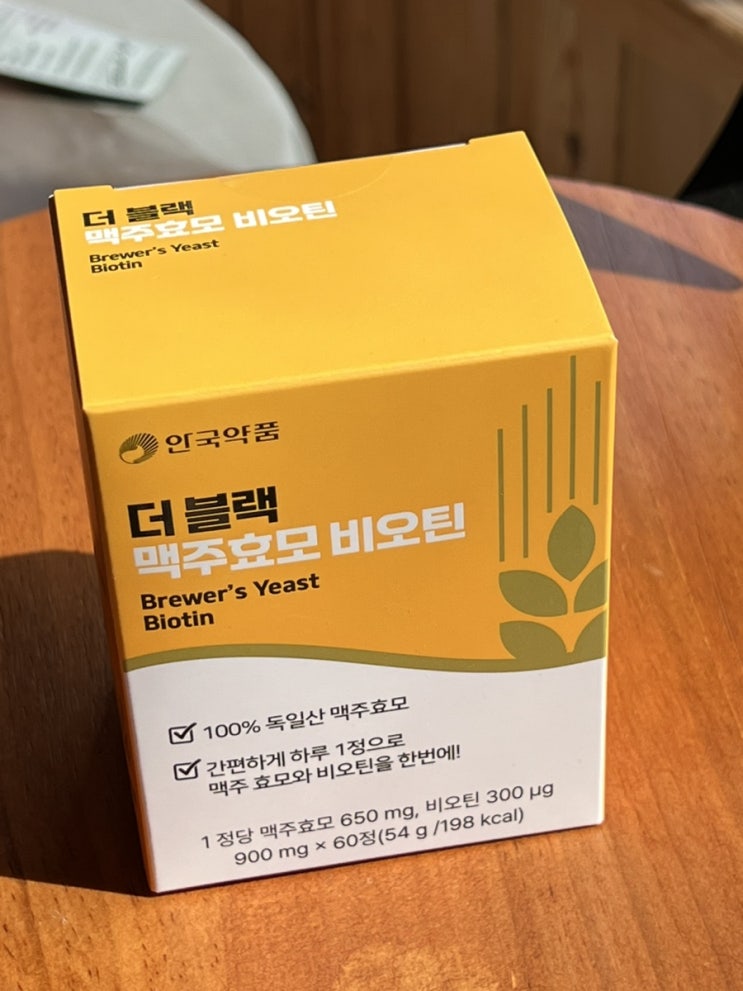 더 블랙
맥주효모 비오틴
Brewer's Yeast
Biotin
안국약품
더 블랙
맥주효모 비오틴
Brewer's Yeast
Biotin
100% 독일산 맥주효모
간편하게 하루 1정으로
맥주 효모와 비오틴을 한번에!
1 정당 맥주효모 650 mg, 비오틴 300 μg
900 mg × 60정(54 g /198 kcal)